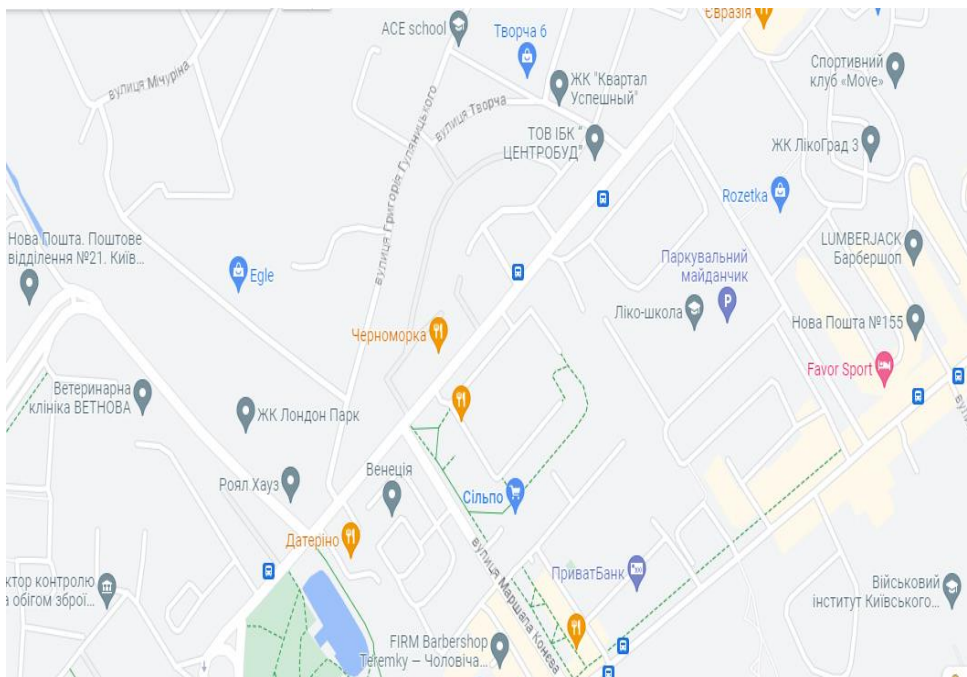 Євразія
ACE school
Творча 6
Спортивний
клуб «Move»
вулиця Мічуріна
ЖК "Квартал
Успешный"
вулиця Творча
ТОВ ІБК "
ЦЕНТРОБУД"
ЖК ЛікоГрад 3
вулиця Григорія Гуляницького
Rozetka
Нова Пошта. Поштове
відділення №21. Київ...
LUMBERJACK
Барбершоп
Egle
Паркувальний
майданчик
P
Ліко-школа
Черноморка
Нова Пошта №155
Favor Sport
Ветеринарна
клініка ВЕТНОВА
ЖК Лондон Парк
Венеція
Роял Хауз
Сільпо
Датеріно
вулиця Маршала Конєва
ПриватБанк
ктор контролю
а обігом зброї...
Військовий
інститут Київського...
FIRM Barbershop
Teremky — Чоловіча...